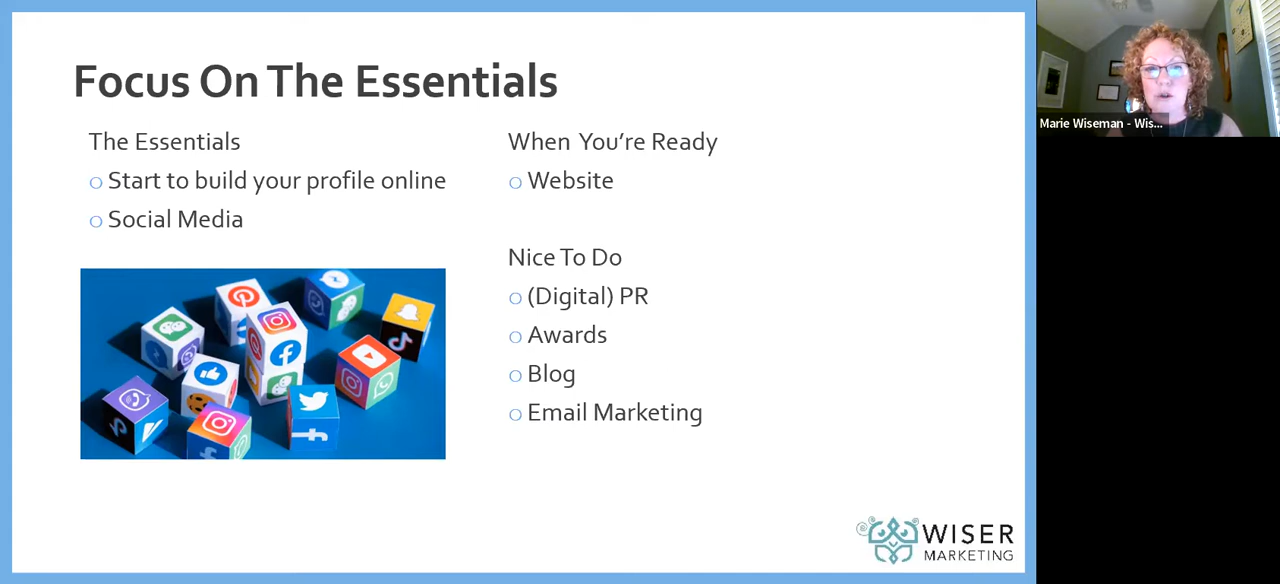 Focus On The Essentials
The Essentials
o Start to build your profile online
o Social Media
When You're Ready
o Website
Nice To Do
o (Digital) PR
o Awards
o Blog
o Email Marketing
WISER
MARKETING
Marie Wiseman - Wis...